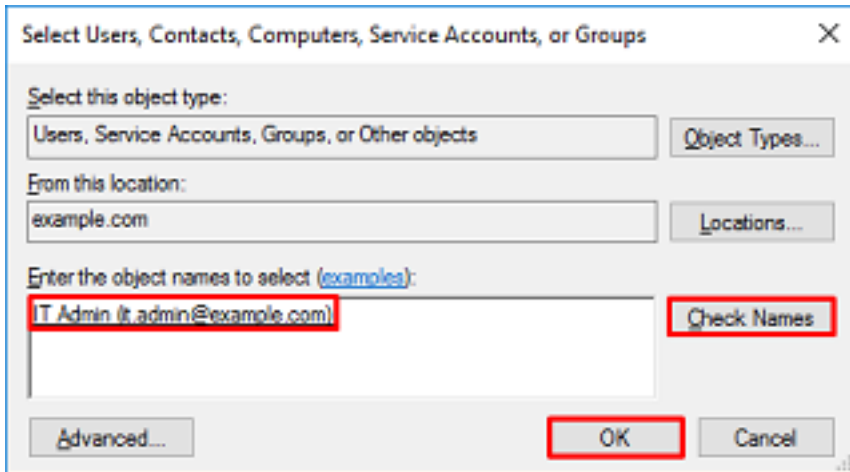 Select Users, Contacts, Computers, Service Accounts, or Groups
Select this object type:
Users, Service Accounts, Groups, or Other objects
Object Types...
From this location:
example.com
Locations...
Enter the object names to select (examples):
IT Admin (it.admin@example.com)
Check Names
Advanced...
OK
Cancel